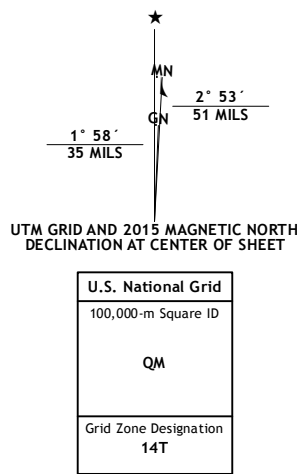 ★
MN
GN
2° 53´
51 MILS
1° 58´
35 MILS
UTM GRID AND 2015 MAGNETIC NORTH
DECLINATION AT CENTER OF SHEET
U.S. National Grid
100,000-m Square ID
QM
Grid Zone Designation
14T